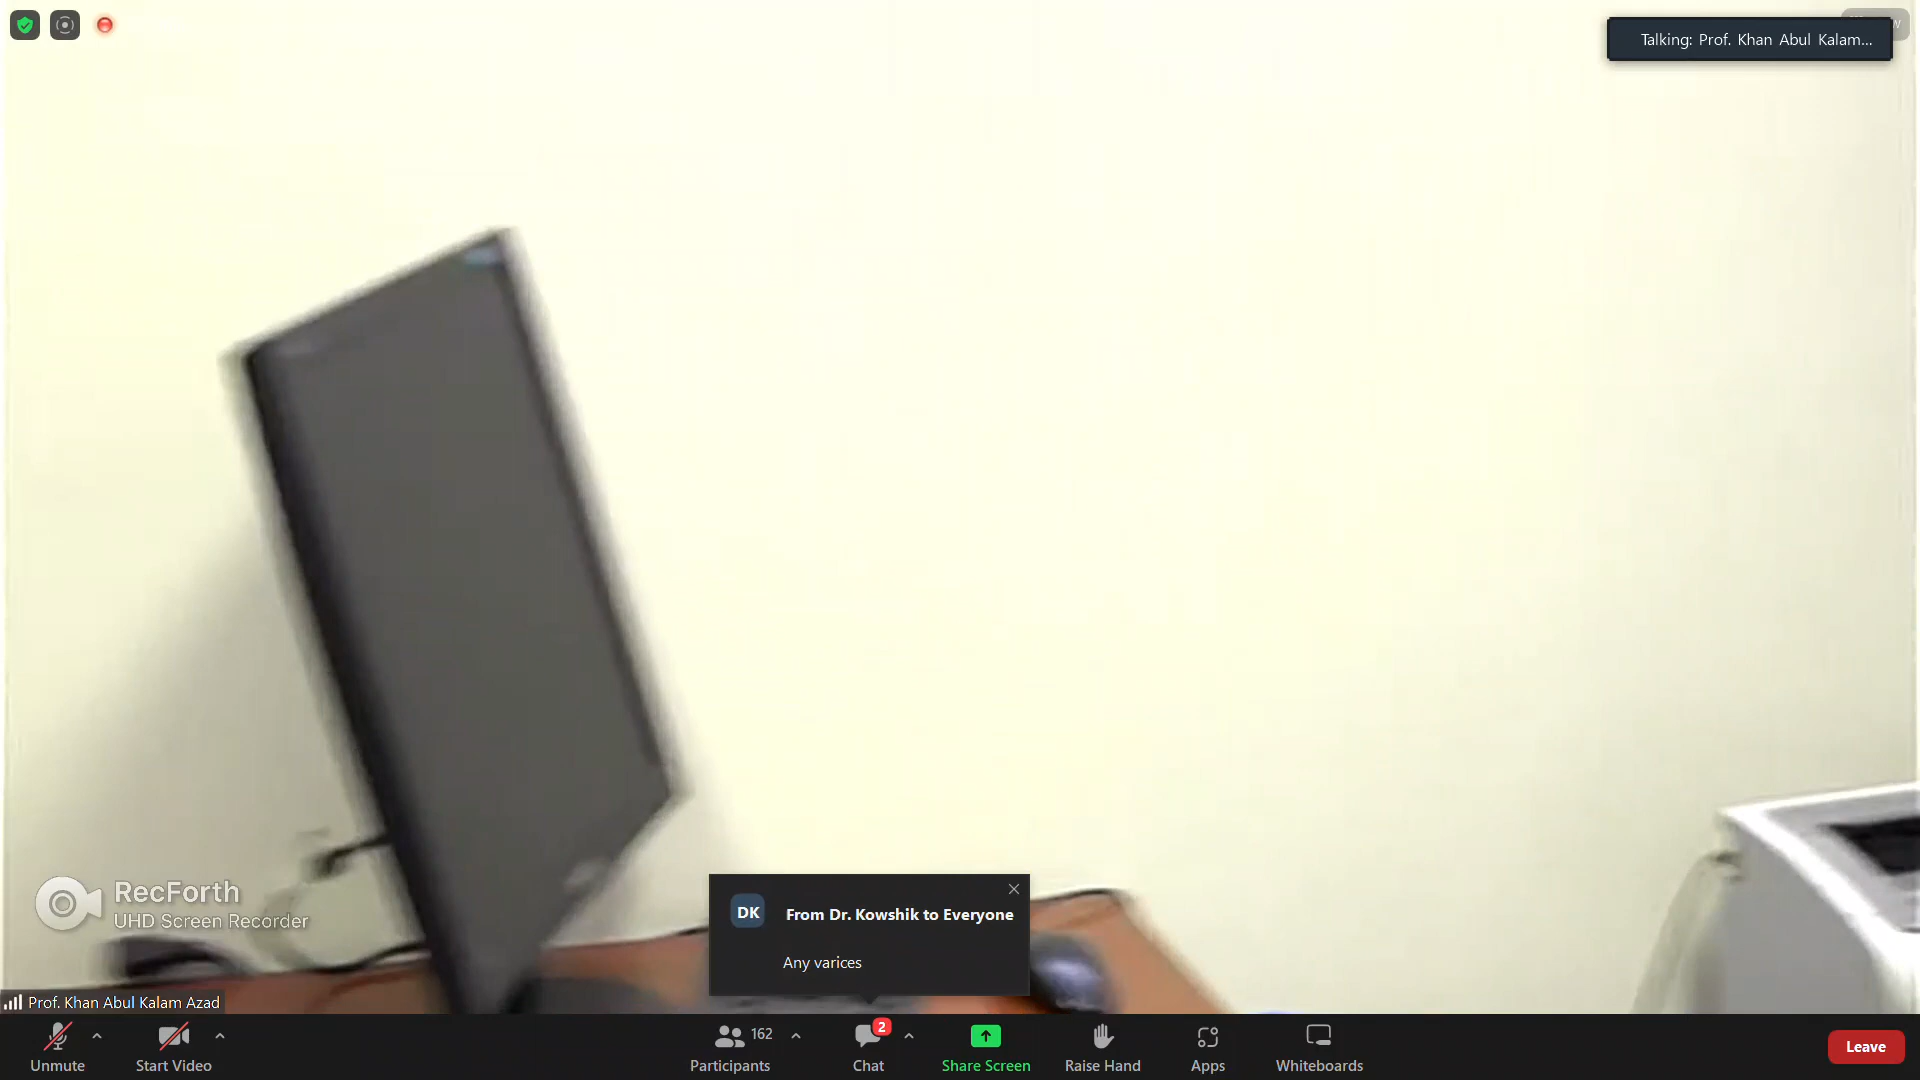 Talking: Prof. Khan Abul Kalam...
RecForth
UHD Screen Recorder
DK
From Dr. Kowshik to Everyone
Any varices
Prof. Khan Abul Kalam Azad
Unmute
Start Video
162
Participants
2
Chat
Share Screen
Raise Hand
Apps
Whiteboards
Leave